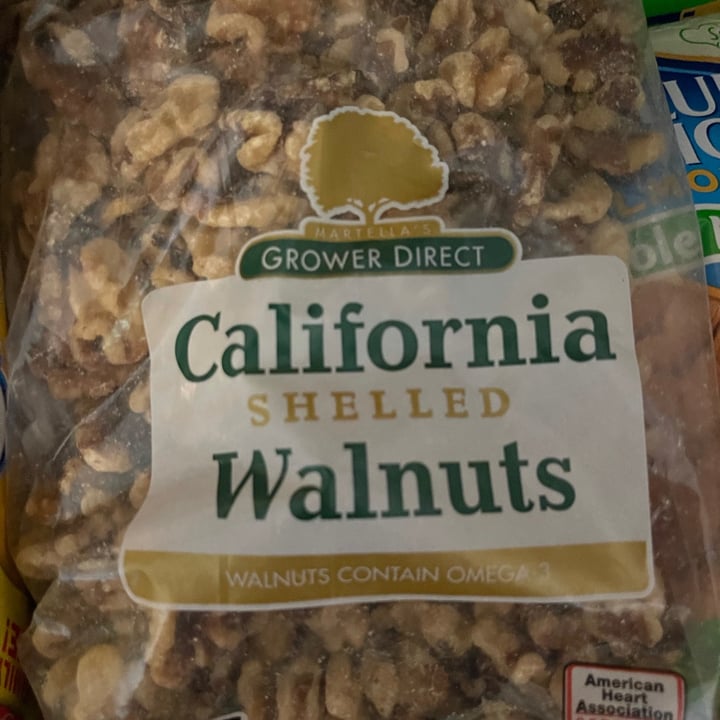 MARTELLA'S
GROWER DIRECT
California
SHELLED
Walnuts
WALNUTS CONTAIN OMEGA 3
American
Heart
Association